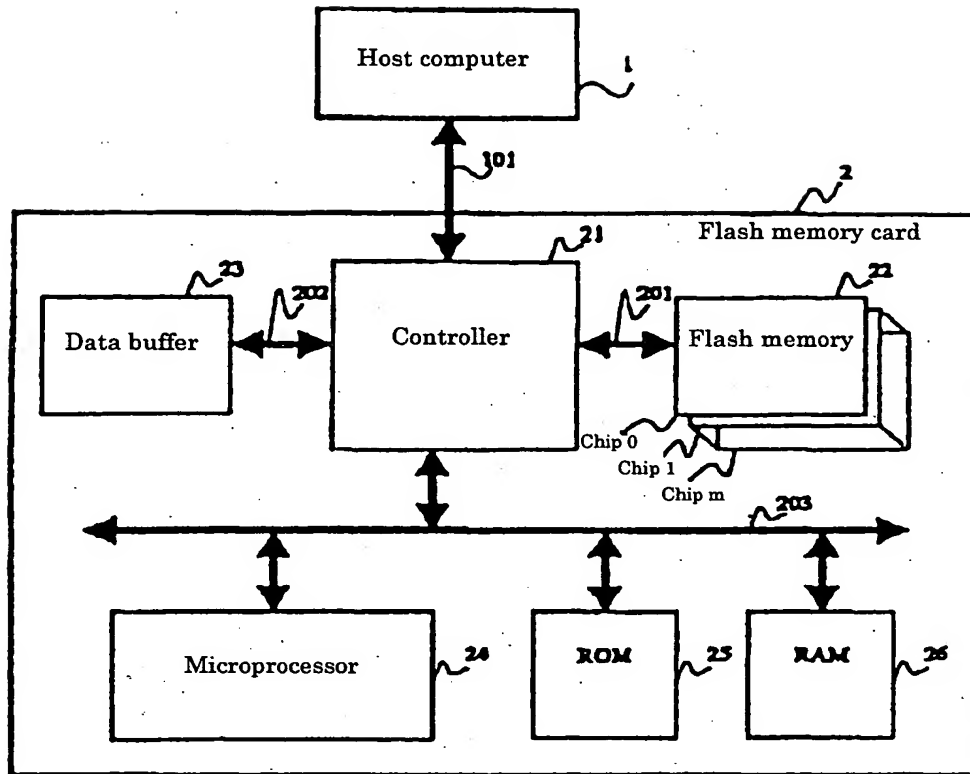 Host computer
1
101
2
Flash memory card
21
23
22
202
201
Data buffer
Controller
Flash memory
Chip 0
Chip 1
Chip m
203
Microprocessor
24
ROM
25
RAM
26